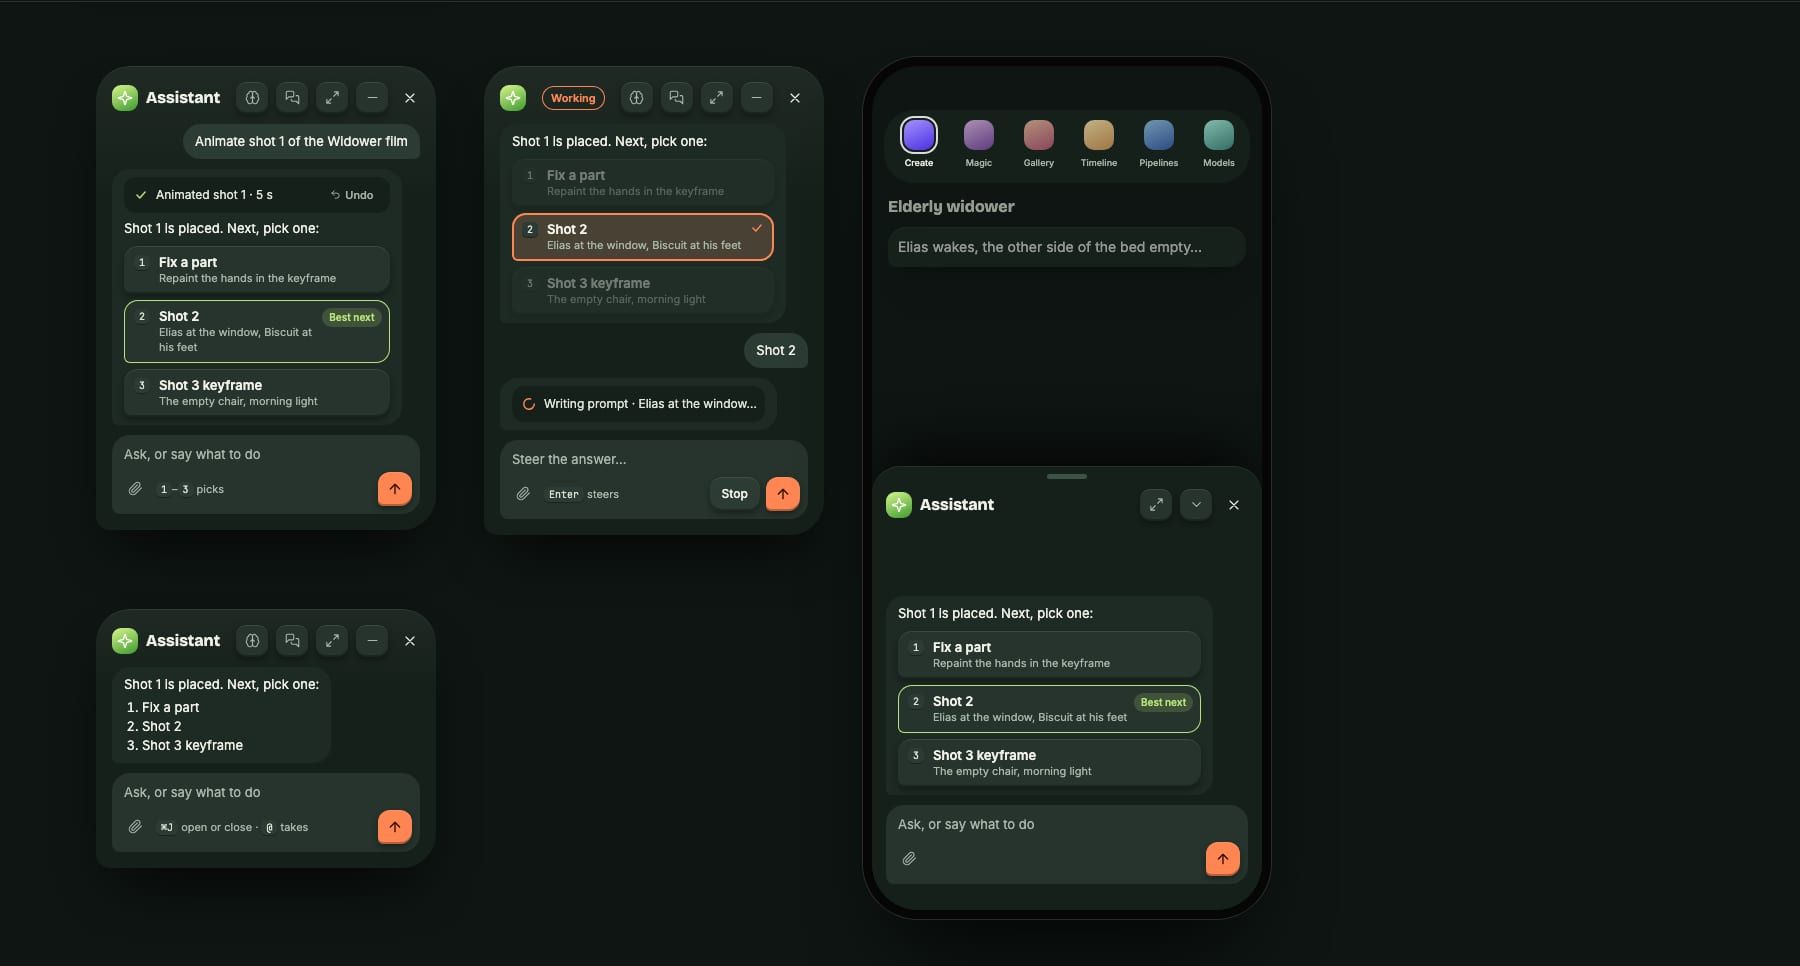 Assistant
Animate shot 1 of the Widower film
Animated shot 1 · 5 s
Undo
Shot 1 is placed. Next, pick one:
1
Fix a part
Repaint the hands in the keyframe
2
Shot 2
Best next
Elias at the window, Biscuit at
his feet
3
Shot 3 keyframe
The empty chair, morning light
Ask, or say what to do
1 – 3 picks
Working
Shot 1 is placed. Next, pick one:
1
Fix a part
Repaint the hands in the keyframe
2
Shot 2
Elias at the window, Biscuit at his feet
3
Shot 3 keyframe
The empty chair, morning light
Shot 2
Writing prompt · Elias at the window...
Steer the answer...
Enter steers
Stop
Assistant
Shot 1 is placed. Next, pick one:
1. Fix a part
2. Shot 2
3. Shot 3 keyframe
Ask, or say what to do
⌘J open or close · @ takes
Create
Magic
Gallery
Timeline
Pipelines
Models
Elderly widower
Elias wakes, the other side of the bed empty...
Assistant
Shot 1 is placed. Next, pick one:
1
Fix a part
Repaint the hands in the keyframe
2
Shot 2
Best next
Elias at the window, Biscuit at his feet
3
Shot 3 keyframe
The empty chair, morning light
Ask, or say what to do